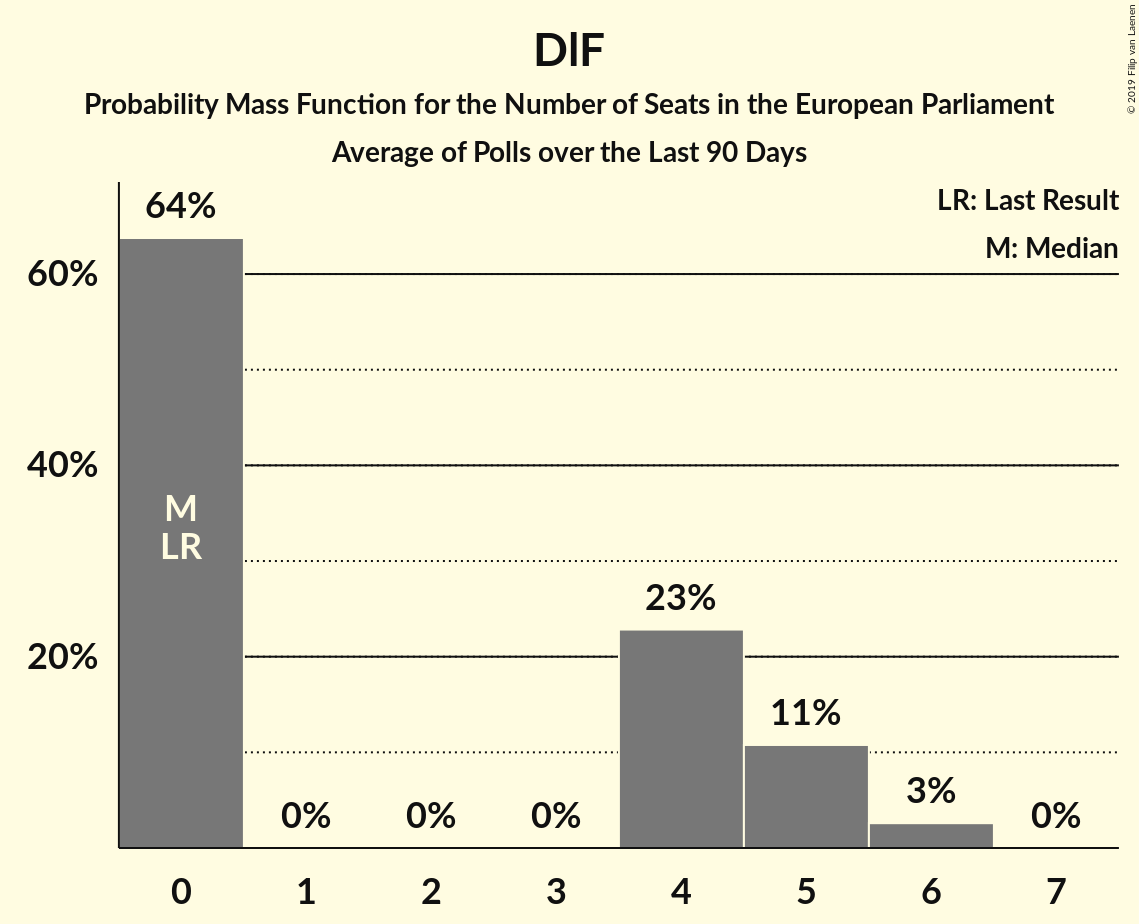 DlF
Probability Mass Function for the Number of Seats in the European Parliament
Average of Polls over the Last 90 Days
© 2019 Filip van Laenen
LR: Last Result
M: Median
60%
40%
20%
64%
M
LR
0%
0%
0%
23%
11%
3%
0%
0 1 2 3 4 5 6 7